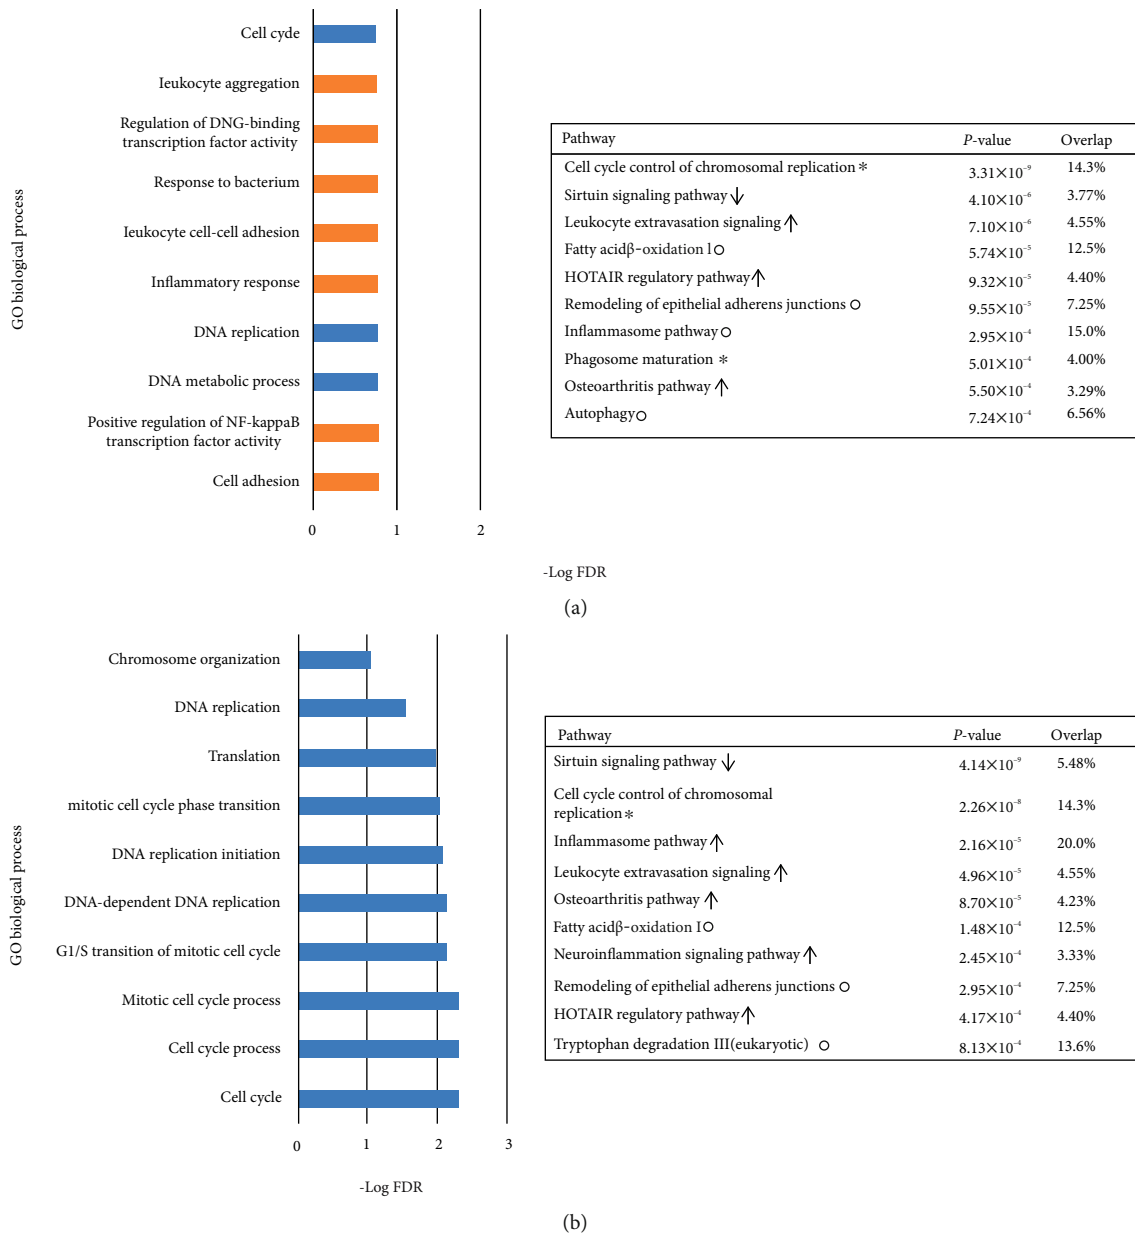 GO biological process
Cell cyde
Ieukocyte aggregation
Regulation of DNG-binding
transcription factor activity
Response to bacterium
Ieukocyte cell-cell adhesion
Inflammatory response
DNA replication
DNA metabolic process
Positive regulation of NF-kappaB
transcription factor activity
Cell adhesion
0 1 2
-Log FDR
Pathway P-value Overlap
Cell cycle control of chromosomal replication * 3.31×10⁻⁹ 14.3%
Sirtuin signaling pathway ↓ 4.10×10⁻⁶ 3.77%
Leukocyte extravasation signaling ↑ 7.10×10⁻⁶ 4.55%
Fatty acidβ-oxidation l○ 5.74×10⁻⁵ 12.5%
HOTAIR regulatory pathway↑ 9.32×10⁻⁵ 4.40%
Remodeling of epithelial adherens junctions ○ 9.55×10⁻⁵ 7.25%
Inflammasome pathway○ 2.95×10⁻⁴ 15.0%
Phagosome maturation * 5.01×10⁻⁴ 4.00%
Osteoarthritis pathway ↑ 5.50×10⁻⁴ 3.29%
Autophagy○ 7.24×10⁻⁴ 6.56%
(a)
GO biological process
Chromosome organization
DNA replication
Translation
mitotic cell cycle phase transition
DNA replication initiation
DNA-dependent DNA replication
G1/S transition of mitotic cell cycle
Mitotic cell cycle process
Cell cycle process
Cell cycle
0 1 2 3
-Log FDR
Pathway P-value Overlap
Sirtuin signaling pathway ↓ 4.14×10⁻⁹ 5.48%
Cell cycle control of chromosomal
replication* 2.26×10⁻⁸ 14.3%
Inflammasome pathway↑ 2.16×10⁻⁵ 20.0%
Leukocyte extravasation signaling ↑ 4.96×10⁻⁵ 4.55%
Osteoarthritis pathway ↑ 8.70×10⁻⁵ 4.23%
Fatty acidβ-oxidation I○ 1.48×10⁻⁴ 12.5%
Neuroinflammation signaling pathway ↑ 2.45×10⁻⁴ 3.33%
Remodeling of epithelial adherens junctions ○ 2.95×10⁻⁴ 7.25%
HOTAIR regulatory pathway↑ 4.17×10⁻⁴ 4.40%
Tryptophan degradation III(eukaryotic) ○ 8.13×10⁻⁴ 13.6%
(b)